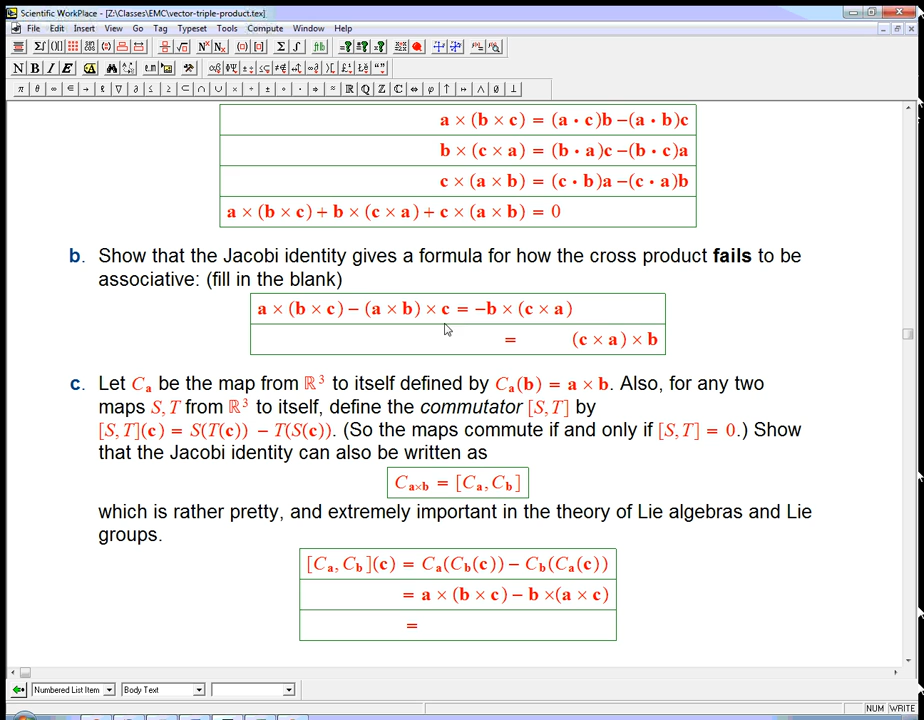 Scientific WorkPlace - [Z:\Classes\EMC\vector-triple-product.tex]
File Edit Insert View Go Tag Typeset Tools Compute Window Help
a × (b × c) = (a · c)b −(a · b)c
b × (c × a) = (b · a)c −(b · c)a
c × (a × b) = (c · b)a −(c · a)b
a × (b × c) + b × (c × a) + c × (a × b) = 0
b. Show that the Jacobi identity gives a formula for how the cross product fails to be
associative: (fill in the blank)
a × (b × c) − (a × b) × c = −b × (c × a)
= (c × a) × b
c. Let Cₐ be the map from ℝ³ to itself defined by Cₐ(b) = a × b. Also, for any two
maps S, T from ℝ³ to itself, define the commutator [S, T] by
[S, T](c) = S(T(c)) − T(S(c)). (So the maps commute if and only if [S, T] = 0.) Show
that the Jacobi identity can also be written as
C_a×b = [C_a, C_b]
which is rather pretty, and extremely important in the theory of Lie algebras and Lie
groups.
[C_a, C_b](c) = C_a(C_b(c)) − C_b(C_a(c))
= a × (b × c) − b ×(a × c)
=
Numbered List Item Body Text
NUM WRITE